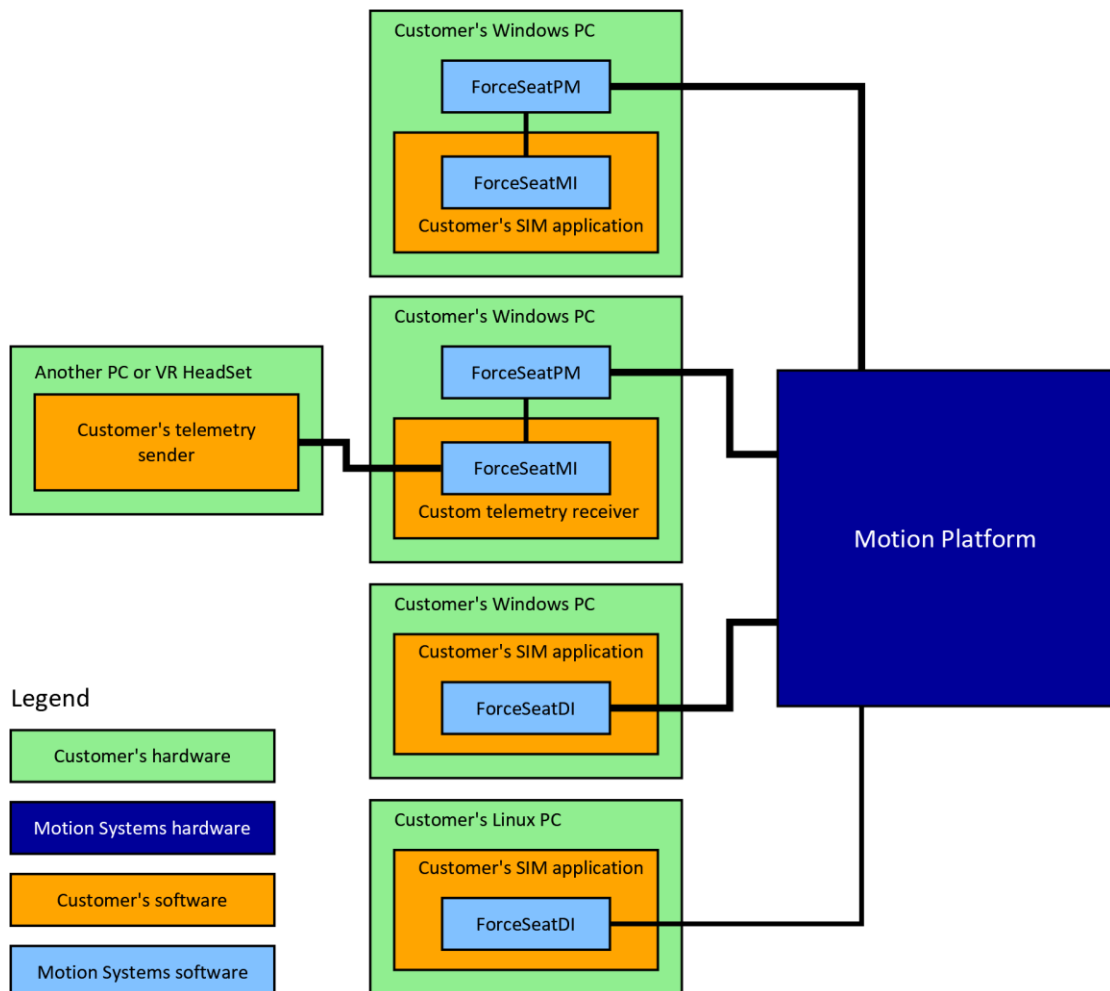 Customer's Windows PC
ForceSeatPM
ForceSeatMI
Customer's SIM application
Customer's Windows PC
ForceSeatPM
ForceSeatMI
Custom telemetry receiver
Another PC or VR HeadSet
Customer's telemetry
sender
Motion Platform
Customer's Windows PC
Customer's SIM application
ForceSeatDI
Customer's Linux PC
Customer's SIM application
ForceSeatDI
Legend
Customer's hardware
Motion Systems hardware
Customer's software
Motion Systems software